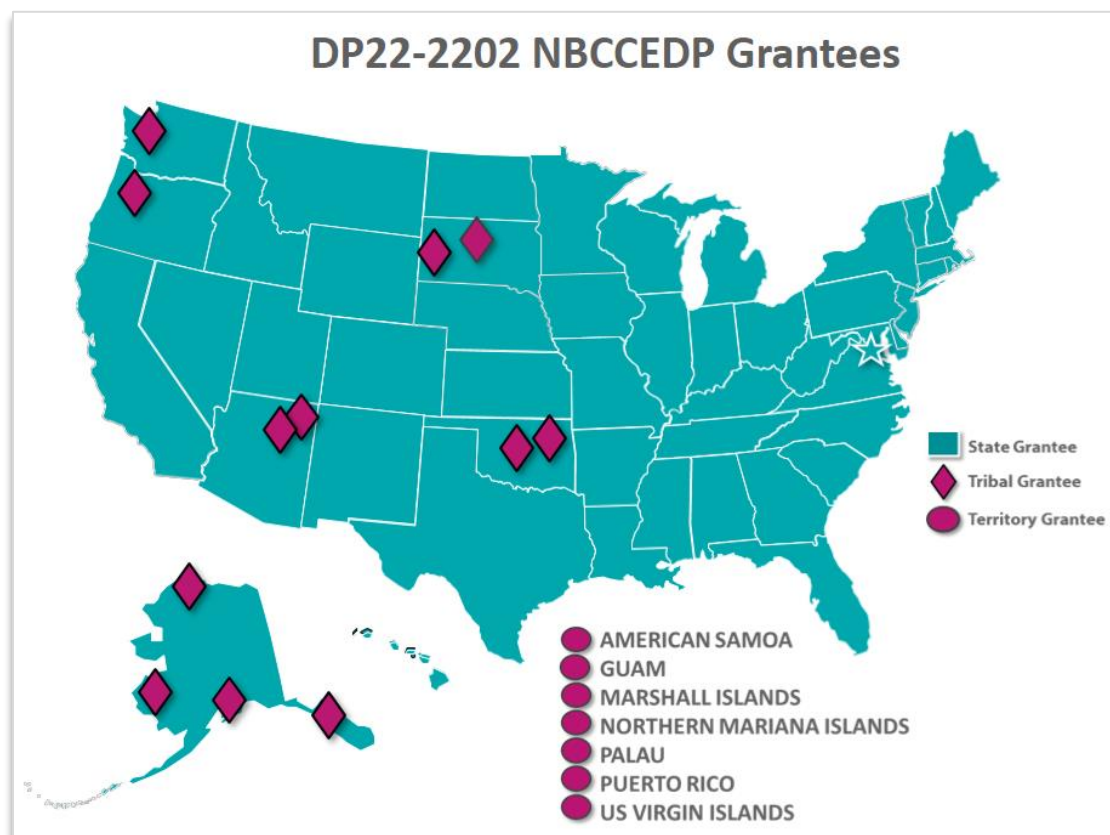 DP22-2202 NBCCEDP Grantees
State Grantee
Tribal Grantee
Territory Grantee
AMERICAN SAMOA
GUAM
MARSHALL ISLANDS
NORTHERN MARIANA ISLANDS
PALAU
PUERTO RICO
US VIRGIN ISLANDS